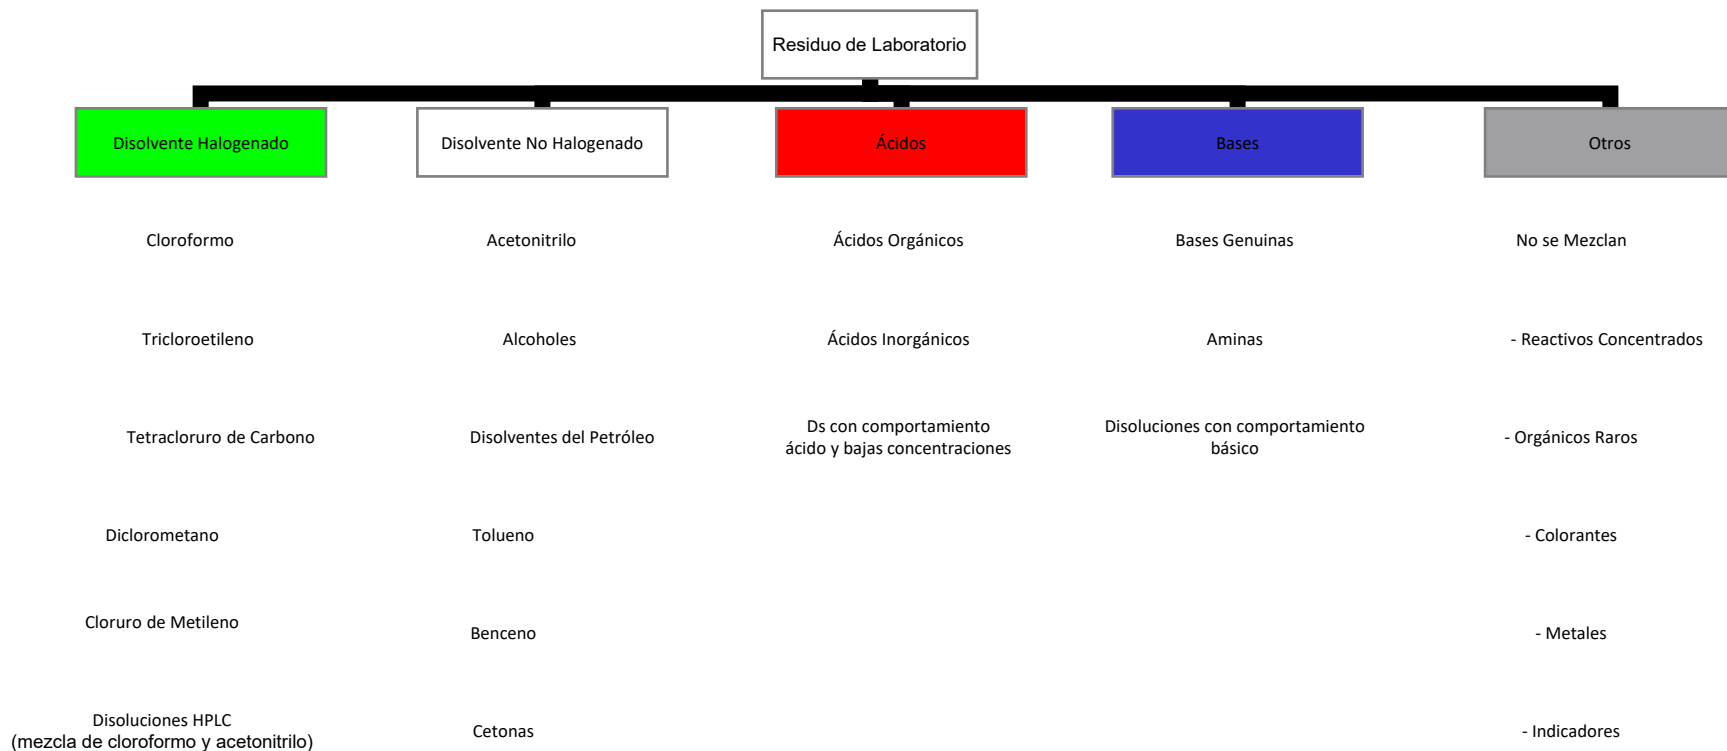 Residuo de Laboratorio
Disolvente Halogenado
Disolvente No Halogenado
Ácidos
Bases
Otros
Cloroformo
Acetonitrilo
Ácidos Orgánicos
Bases Genuinas
No se Mezclan
Tricloroetileno
Alcoholes
Ácidos Inorgánicos
Aminas
- Reactivos Concentrados
Tetracloruro de Carbono
Disolventes del Petróleo
Ds con comportamiento
ácido y bajas concentraciones
Disoluciones con comportamiento
básico
- Orgánicos Raros
Diclorometano
Tolueno
- Colorantes
Cloruro de Metileno
Benceno
- Metales
Disoluciones HPLC
(mezcla de cloroformo y acetonitrilo)
Cetonas
- Indicadores